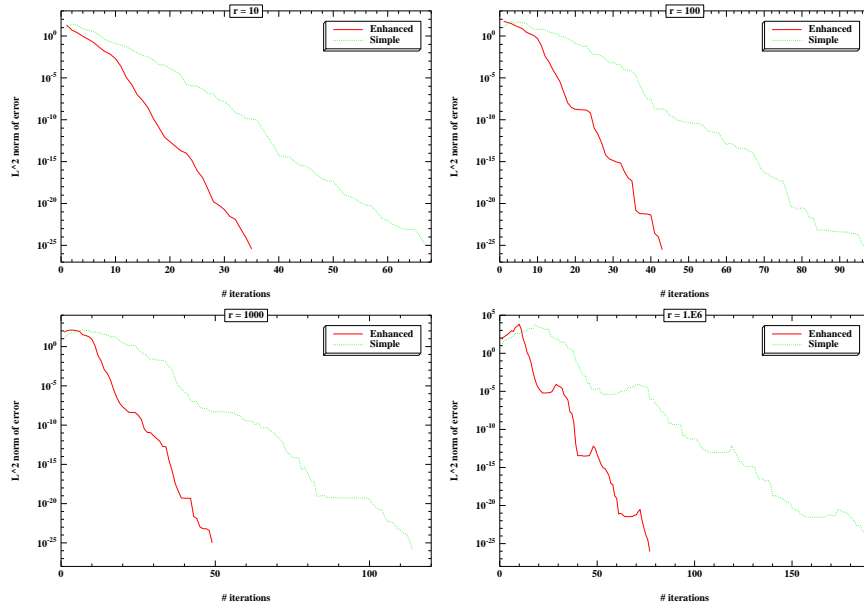 r = 10
Enhanced
Simple
L^2 norm of error
10^0
10^-5
10^-10
10^-15
10^-20
10^-25
0 10 20 30 40 50 60
# iterations
r = 100
Enhanced
Simple
L^2 norm of error
10^0
10^-5
10^-10
10^-15
10^-20
10^-25
0 10 20 30 40 50 60 70 80 90
# iterations
r = 1000
Enhanced
Simple
L^2 norm of error
10^0
10^-5
10^-10
10^-15
10^-20
10^-25
0 50 100
# iterations
r = 1.E6
Enhanced
Simple
L^2 norm of error
10^5
10^0
10^-5
10^-10
10^-15
10^-20
10^-25
0 50 100 150
# iterations